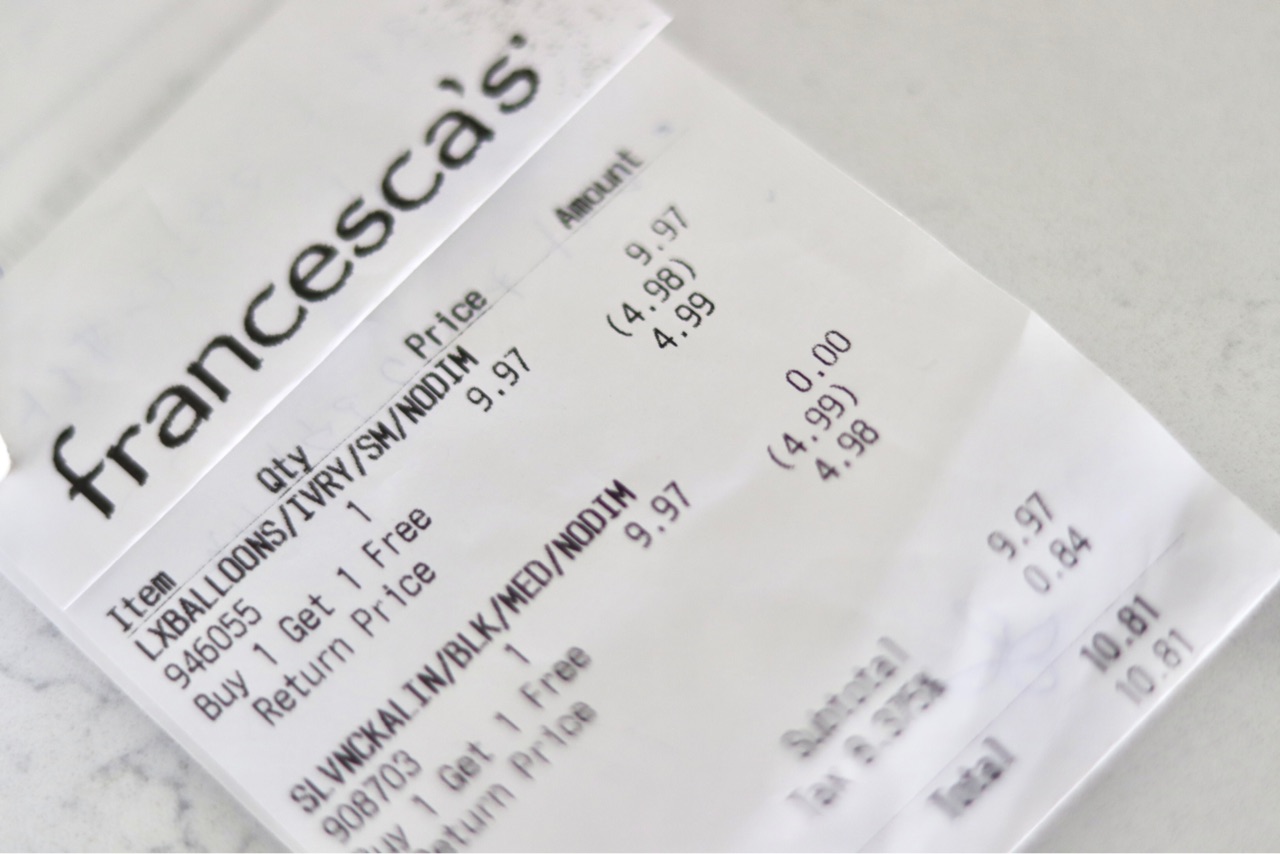 francesca's
Item Qty Price Amount
LXBALLOONS/IVRY/SM/NODIM
946055 1 9.97 9.97
Buy 1 Get 1 Free (4.98)
Return Price 4.99
SLVNCKALIN/BLK/MED/NODIM
908703 1 9.97 0.00
Buy 1 Get 1 Free (4.99)
Return Price 4.98
Subtotal 9.97
Tax 8.375% 0.84
Total 10.81
10.81